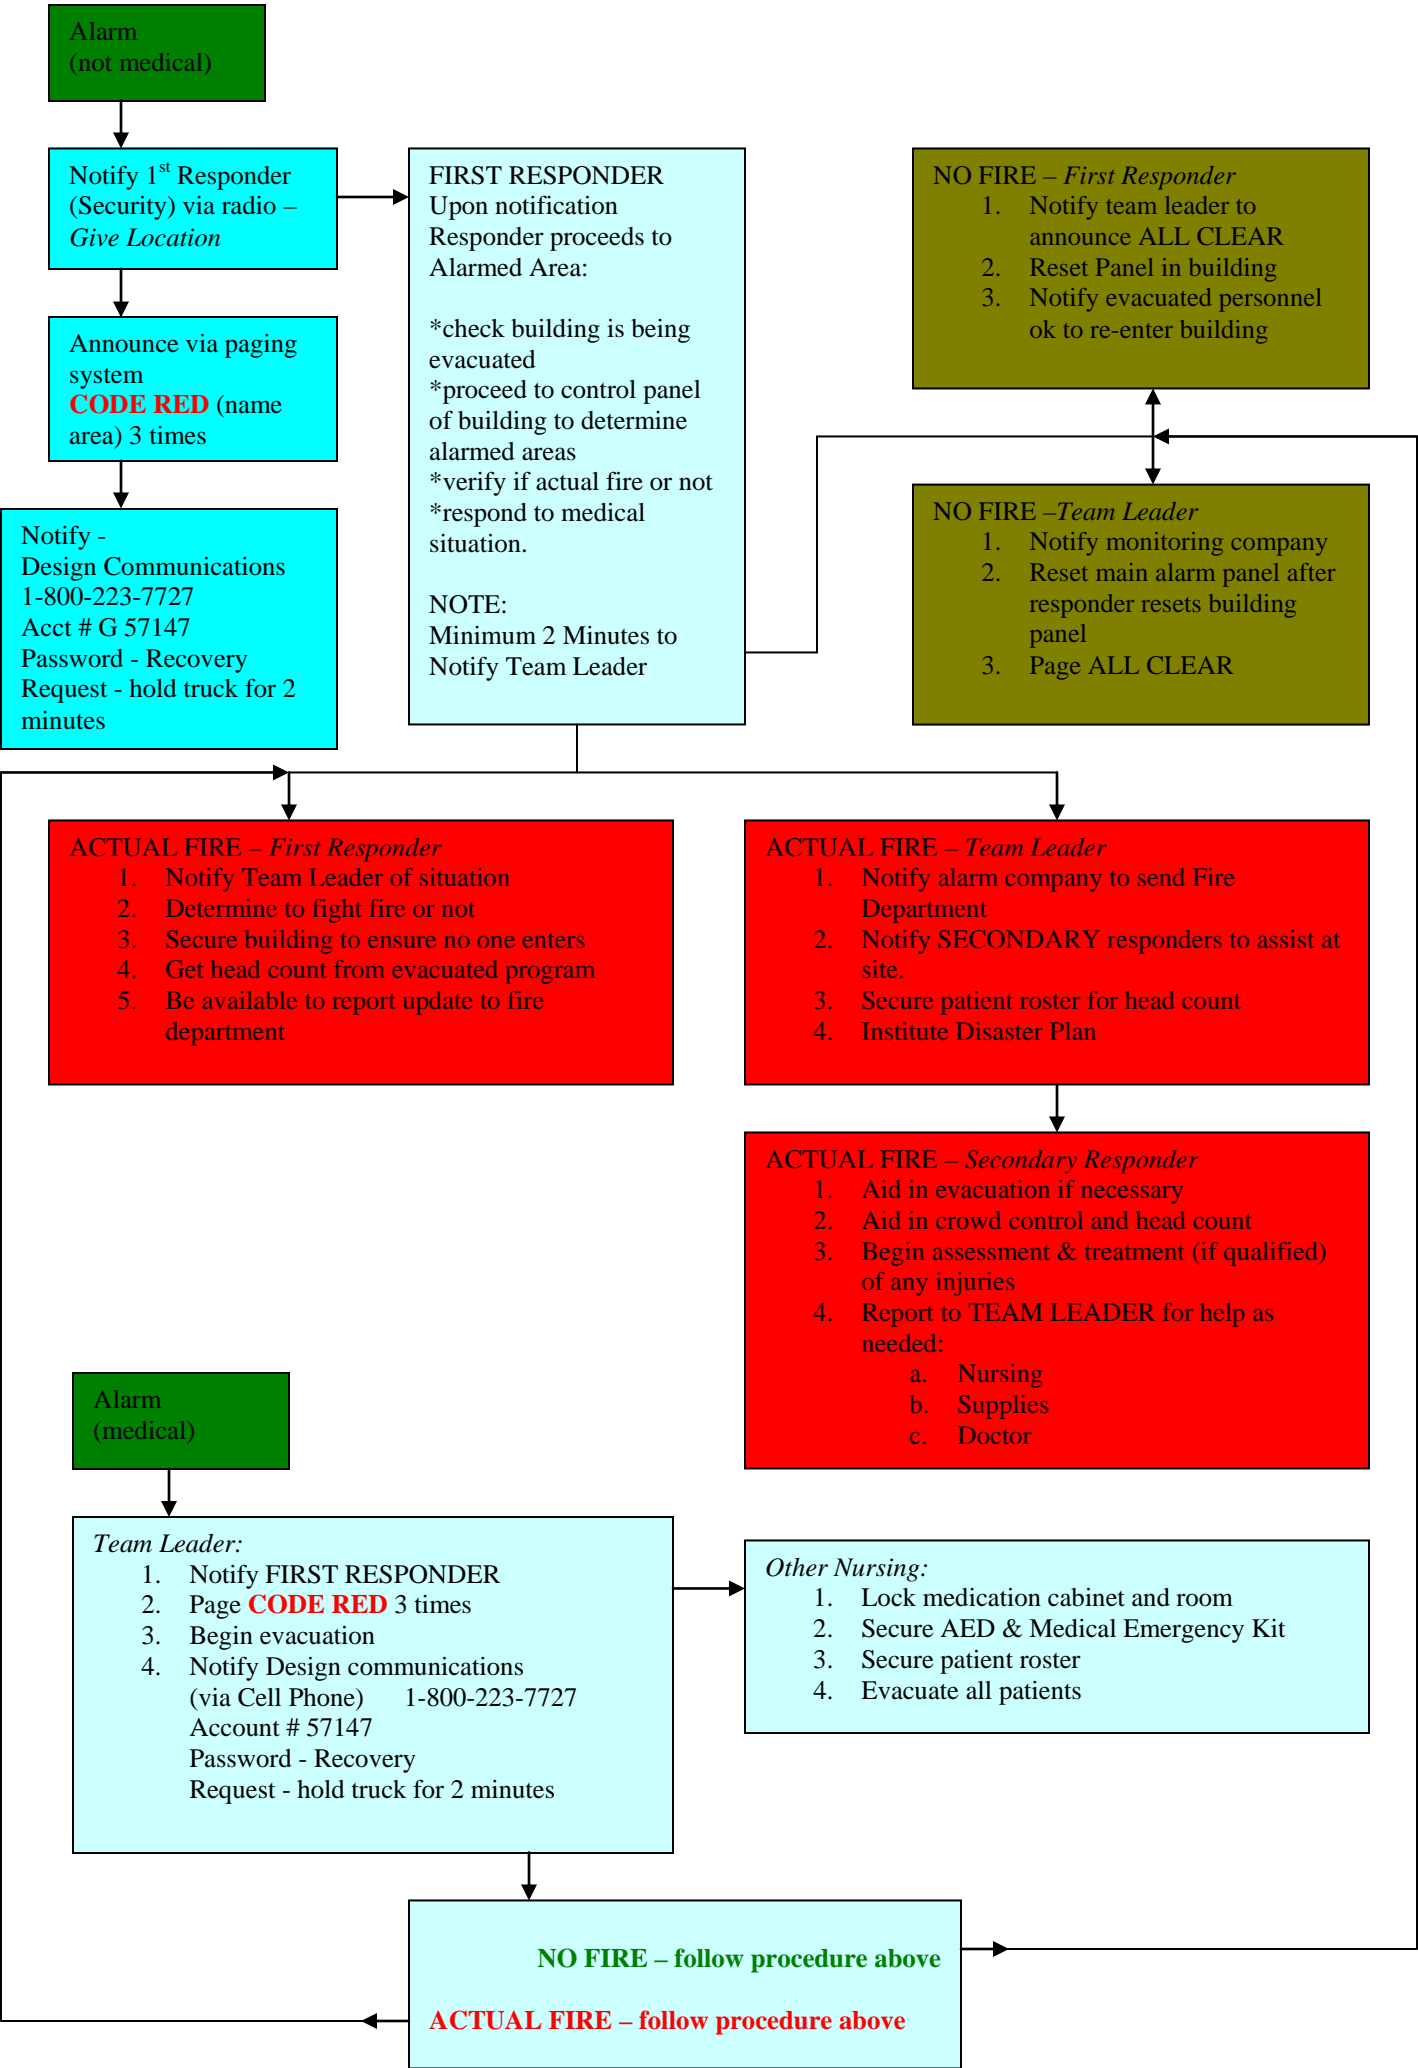 Alarm
(not medical)
Notify 1st Responder
(Security) via radio –
Give Location
Announce via paging
system
CODE RED (name
area) 3 times
Notify -
Design Communications
1-800-223-7727
Acct # G 57147
Password - Recovery
Request - hold truck for 2
minutes
FIRST RESPONDER
Upon notification
Responder proceeds to
Alarmed Area:
*check building is being
evacuated
*proceed to control panel
of building to determine
alarmed areas
*verify if actual fire or not
*respond to medical
situation.
NOTE:
Minimum 2 Minutes to
Notify Team Leader
NO FIRE – First Responder
1. Notify team leader to
announce ALL CLEAR
2. Reset Panel in building
3. Notify evacuated personnel
ok to re-enter building
NO FIRE –Team Leader
1. Notify monitoring company
2. Reset main alarm panel after
responder resets building
panel
3. Page ALL CLEAR
ACTUAL FIRE – First Responder
1. Notify Team Leader of situation
2. Determine to fight fire or not
3. Secure building to ensure no one enters
4. Get head count from evacuated program
5. Be available to report update to fire
department
ACTUAL FIRE – Team Leader
1. Notify alarm company to send Fire
Department
2. Notify SECONDARY responders to assist at
site.
3. Secure patient roster for head count
4. Institute Disaster Plan
ACTUAL FIRE – Secondary Responder
1. Aid in evacuation if necessary
2. Aid in crowd control and head count
3. Begin assessment & treatment (if qualified)
of any injuries
4. Report to TEAM LEADER for help as
needed:
a. Nursing
b. Supplies
c. Doctor
Alarm
(medical)
Team Leader:
1. Notify FIRST RESPONDER
2. Page CODE RED 3 times
3. Begin evacuation
4. Notify Design communications
(via Cell Phone) 1-800-223-7727
Account # 57147
Password - Recovery
Request - hold truck for 2 minutes
Other Nursing:
1. Lock medication cabinet and room
2. Secure AED & Medical Emergency Kit
3. Secure patient roster
4. Evacuate all patients
NO FIRE – follow procedure above
ACTUAL FIRE – follow procedure above